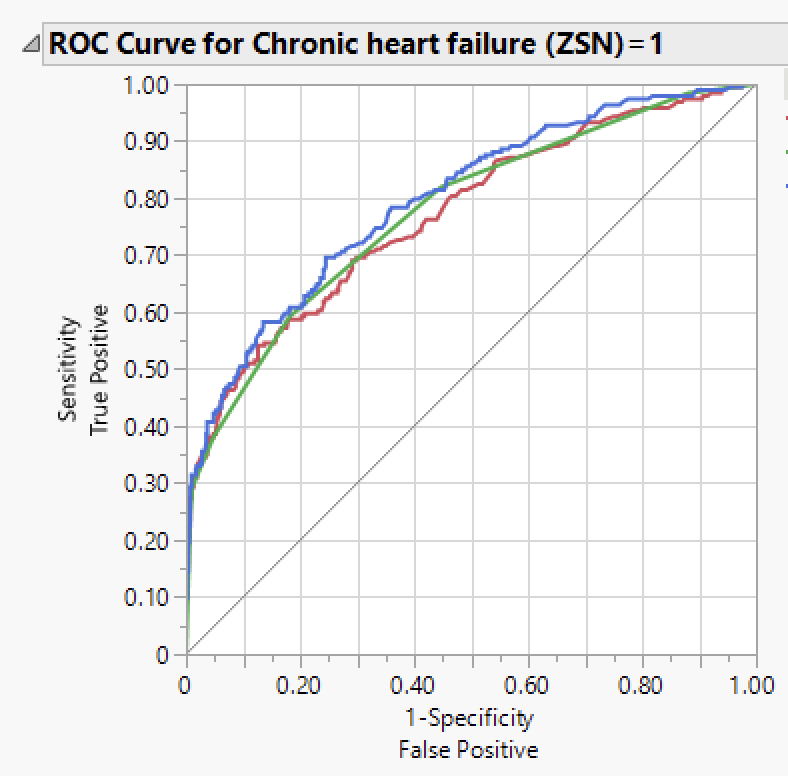 ROC Curve for Chronic heart failure (ZSN)=1
1.00
0.90
0.80
0.70
0.60
0.50
0.40
0.30
0.20
0.10
0
Sensitivity
True Positive
0 0.20 0.40 0.60 0.80 1.00
1-Specificity
False Positive